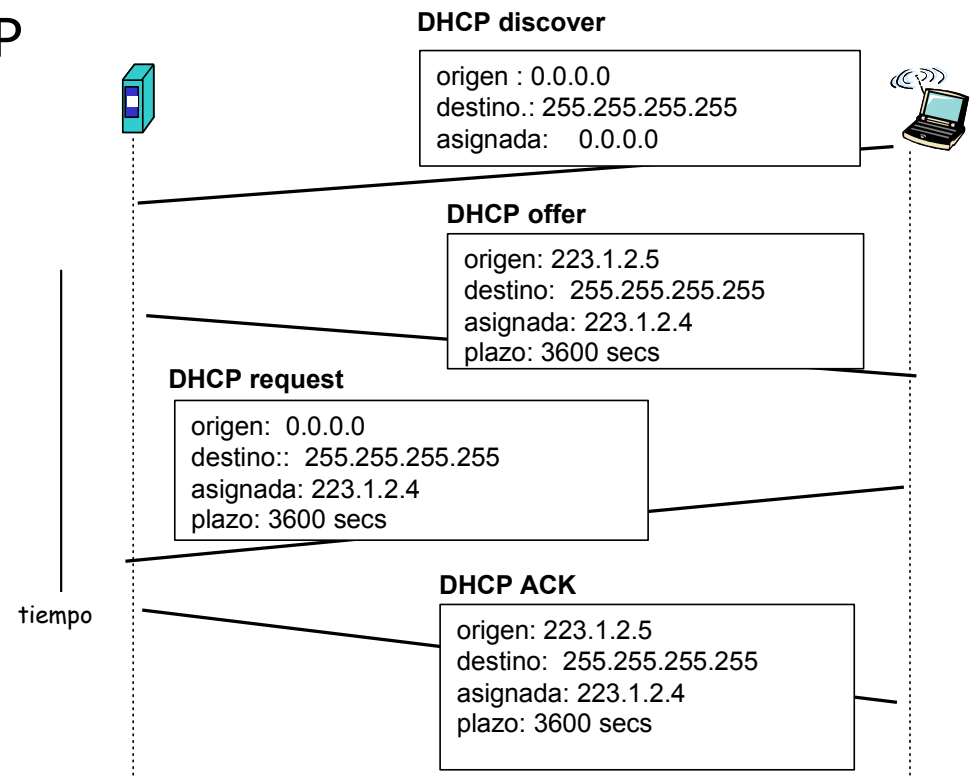 P
DHCP discover
origen : 0.0.0.0
destino.: 255.255.255.255
asignada: 0.0.0.0
DHCP offer
origen: 223.1.2.5
destino: 255.255.255.255
asignada: 223.1.2.4
plazo: 3600 secs
DHCP request
origen: 0.0.0.0
destino:: 255.255.255.255
asignada: 223.1.2.4
plazo: 3600 secs
tiempo
DHCP ACK
origen: 223.1.2.5
destino: 255.255.255.255
asignada: 223.1.2.4
plazo: 3600 secs